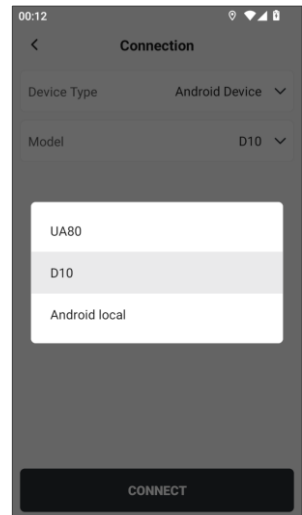 00:12
Connection
Device Type Android Device
Model D10
UA80
D10
Android local
CONNECT